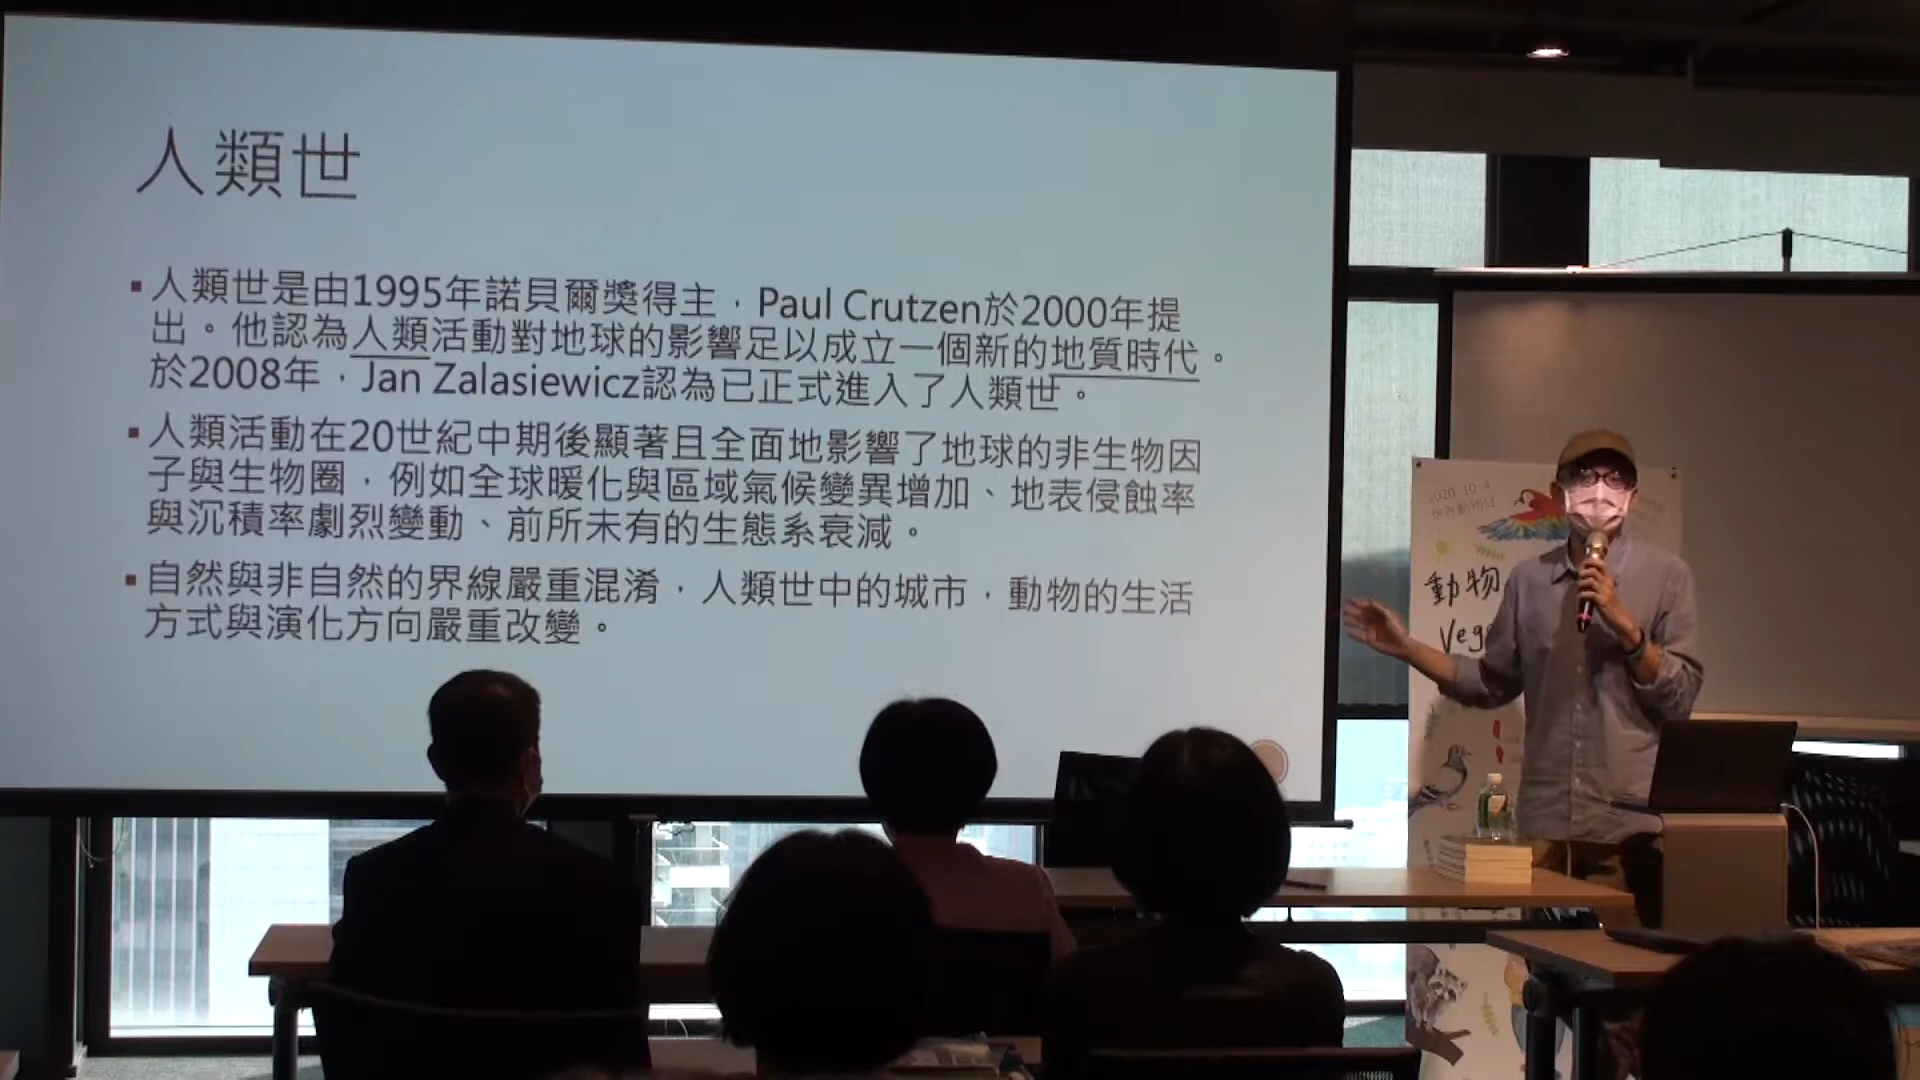 人類世
▪人類世是由1995年諾貝爾獎得主，Paul Crutzen於2000年提
出。他認為人類活動對地球的影響足以成立一個新的地質時代。
於2008年，Jan Zalasiewicz認為已正式進入了人類世。
▪人類活動在20世紀中期後顯著且全面地影響了地球的非生物因
子與生物圈，例如全球暖化與區域氣候變異增加、地表侵蝕率
與沉積率劇烈變動、前所未有的生態系衰減。
▪自然與非自然的界線嚴重混淆，人類世中的城市，動物的生活
方式與演化方向嚴重改變。
2020 10.4
世界動物日
動物
Veg